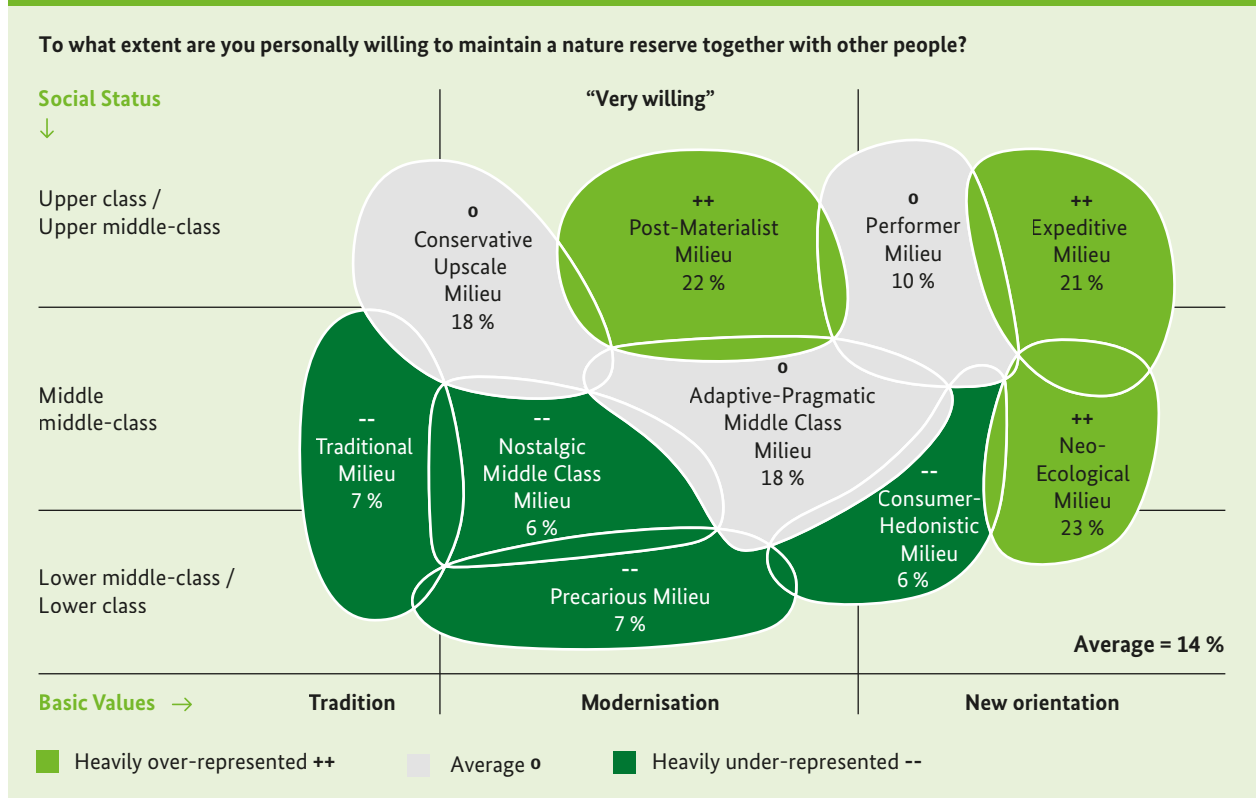 To what extent are you personally willing to maintain a nature reserve together with other people?
Social Status
↓
“Very willing”
Upper class /
Upper middle-class
o
Conservative
Upscale
Milieu
18 %
++
Post-Materialist
Milieu
22 %
o
Performer
Milieu
10 %
++
Expeditive
Milieu
21 %
Middle
middle-class
--
Traditional
Milieu
7 %
--
Nostalgic
Middle Class
Milieu
6 %
o
Adaptive-Pragmatic
Middle Class
Milieu
18 %
--
Consumer-
Hedonistic
Milieu
6 %
++
Neo-
Ecological
Milieu
23 %
Lower middle-class /
Lower class
--
Precarious Milieu
7 %
Average = 14 %
Basic Values →
Tradition
Modernisation
New orientation
Heavily over-represented ++
Average o
Heavily under-represented --